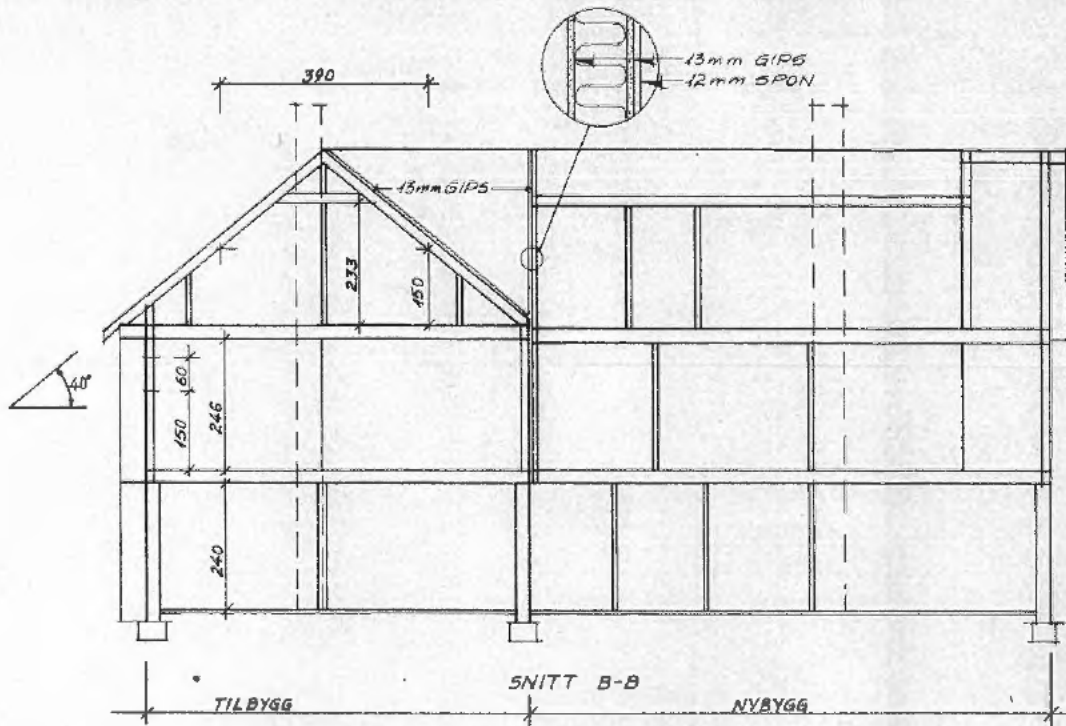 390
13mm GIPS
12mm SPON
13mm GIPS
233
150
40°
60
150
246
240
SNITT B-B
TILBYGG
NYBYGG